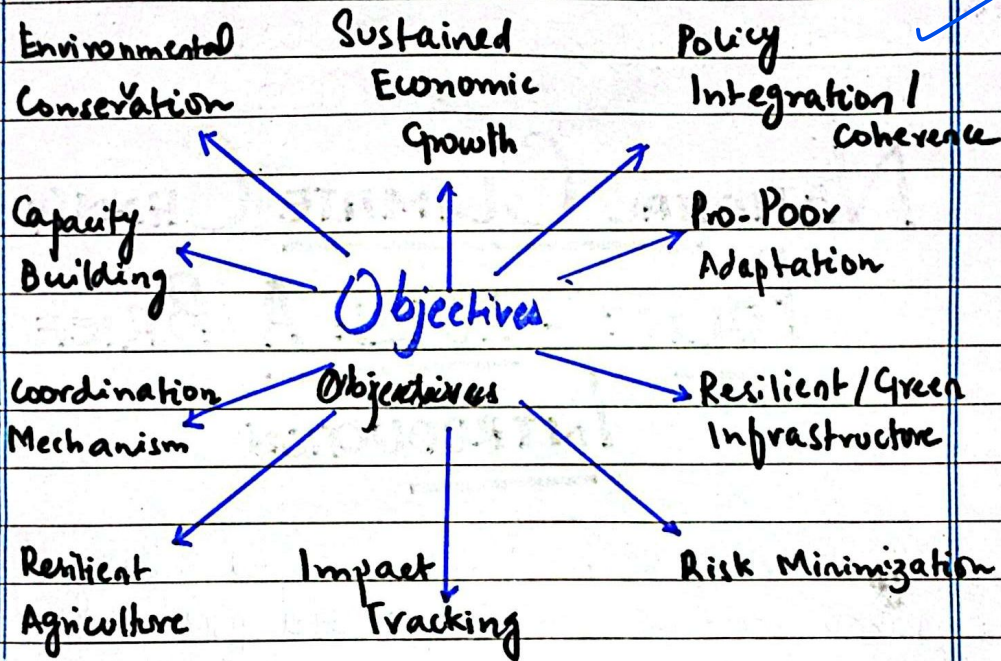 Environmental
Conservation
Sustained
Economic
Growth
Policy
Integration /
Coherence
Capacity
Building
Pro-Poor
Adaptation
Objectives
Objectives
Coordination
Mechanism
Resilient / Green
Infrastructure
Resilient
Agriculture
Impact
Tracking
Risk Minimization